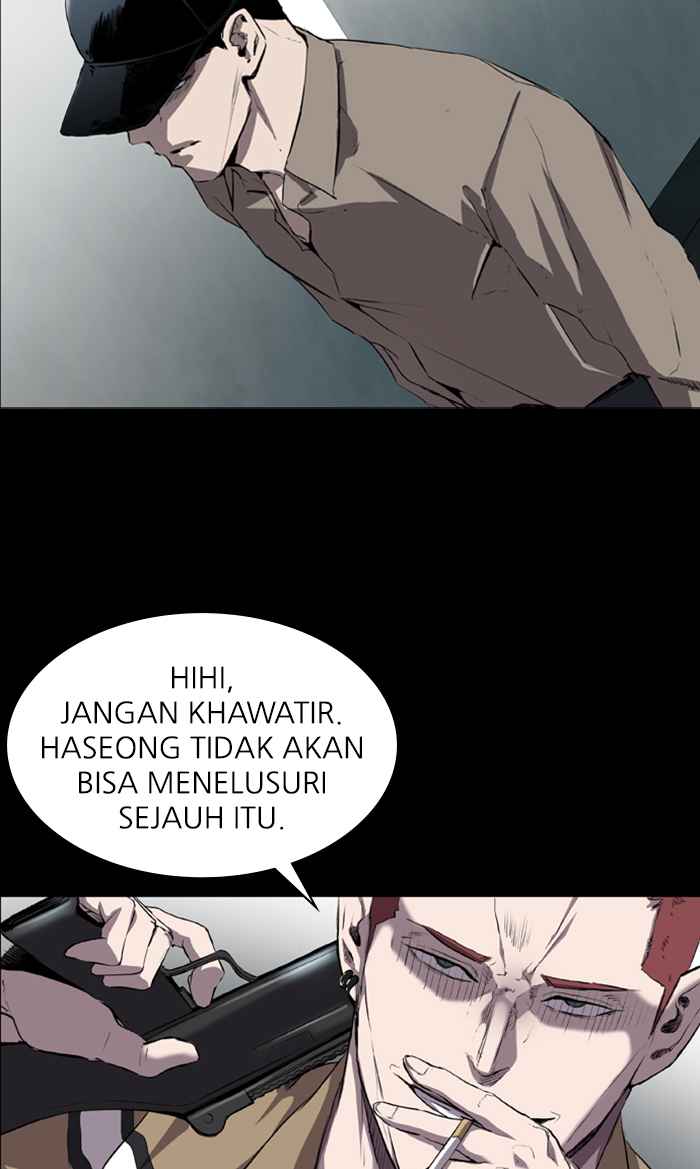 HIHI,
JANGAN KHAWATIR.
HASEONG TIDAK AKAN
BISA MENELUSURI
SEJAUH ITU.